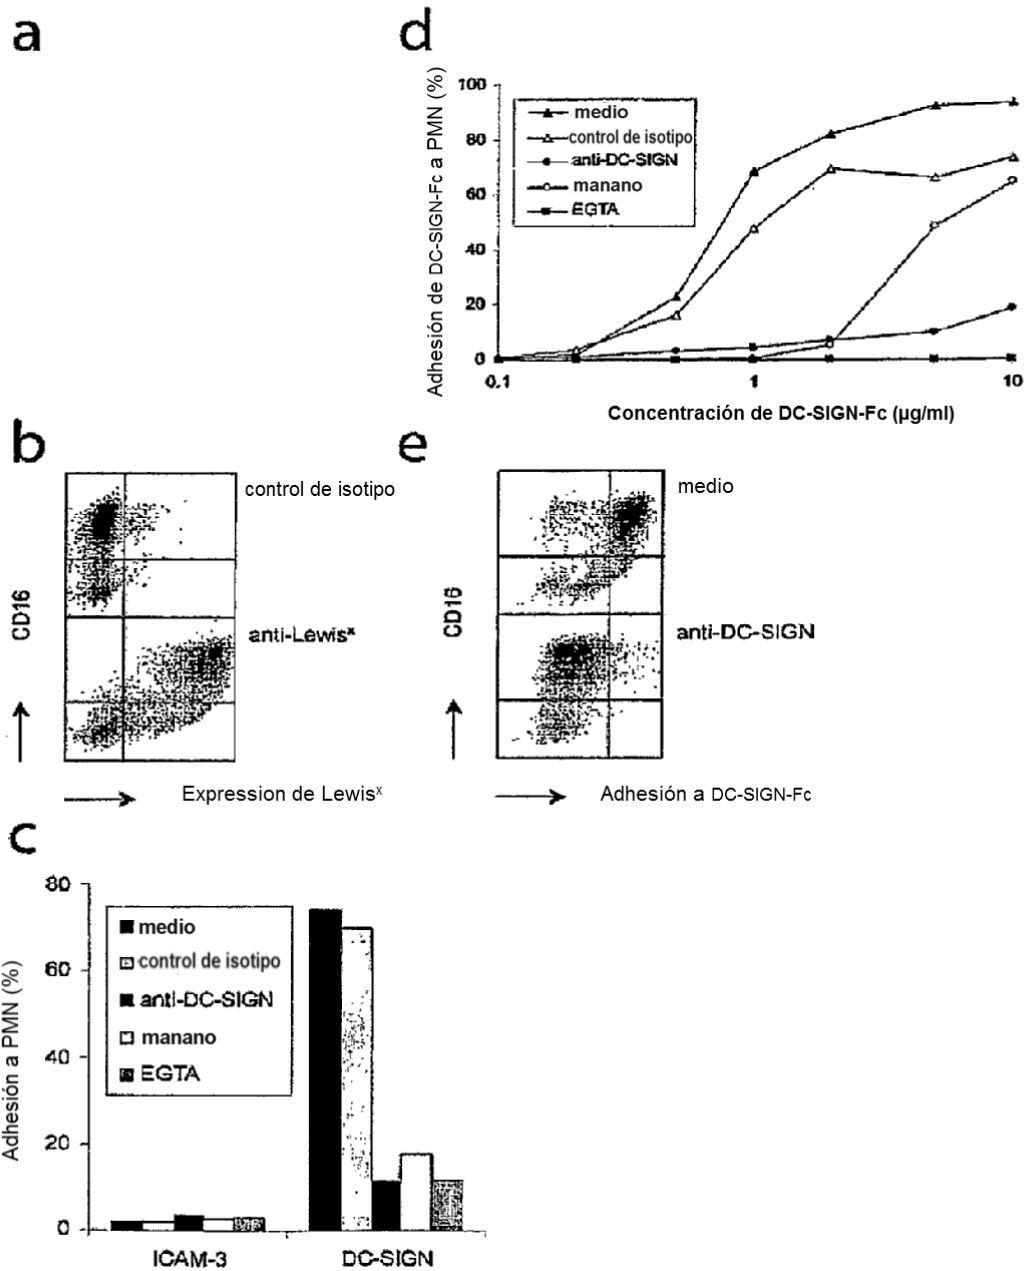 a
d
Adhesión de DC-SIGN-Fc a PMN (%)
100
80
60
40
20
0
medio
control de isotipo
anti-DC-SIGN
manano
EGTA
0.1
1
10
Concentración de DC-SIGN-Fc (µg/ml)
b
control de isotipo
anti-Lewisˣ
CD16
Expression de Lewisˣ
e
medio
anti-DC-SIGN
CD16
Adhesión a DC-SIGN-Fc
c
Adhesión a PMN (%)
80
60
40
20
0
medio
control de isotipo
anti-DC-SIGN
manano
EGTA
ICAM-3
DC-SIGN